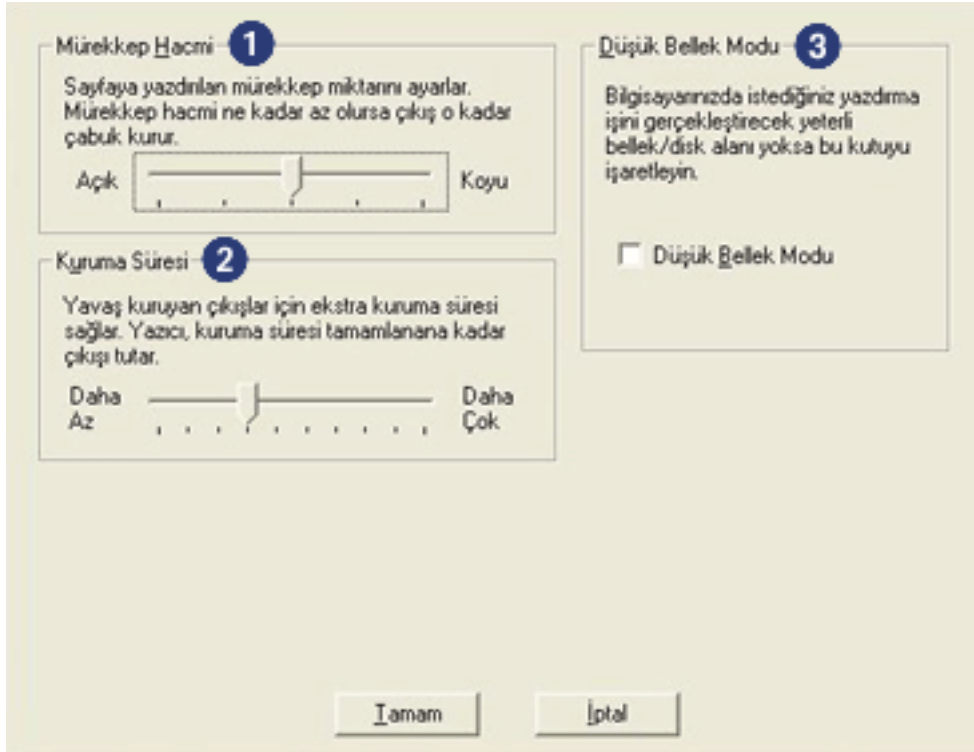 Mürekkep Hacmi 1
Sayfaya yazdırılan mürekkep miktarını ayarlar.
Mürekkep hacmi ne kadar az olursa çıkış o kadar
çabuk kurur.
Açık
Koyu
Kuruma Süresi 2
Yavaş kuruyan çıkışlar için ekstra kuruma süresi
sağlar. Yazıcı, kuruma süresi tamamlanana kadar
çıkışı tutar.
Daha
Az
Daha
Çok
Düşük Bellek Modu 3
Bilgisayarınızda istediğiniz yazdırma
işini gerçekleştirecek yeterli
bellek/disk alanı yoksa bu kutuyu
işaretleyin.
Düşük Bellek Modu
Tamam
İptal